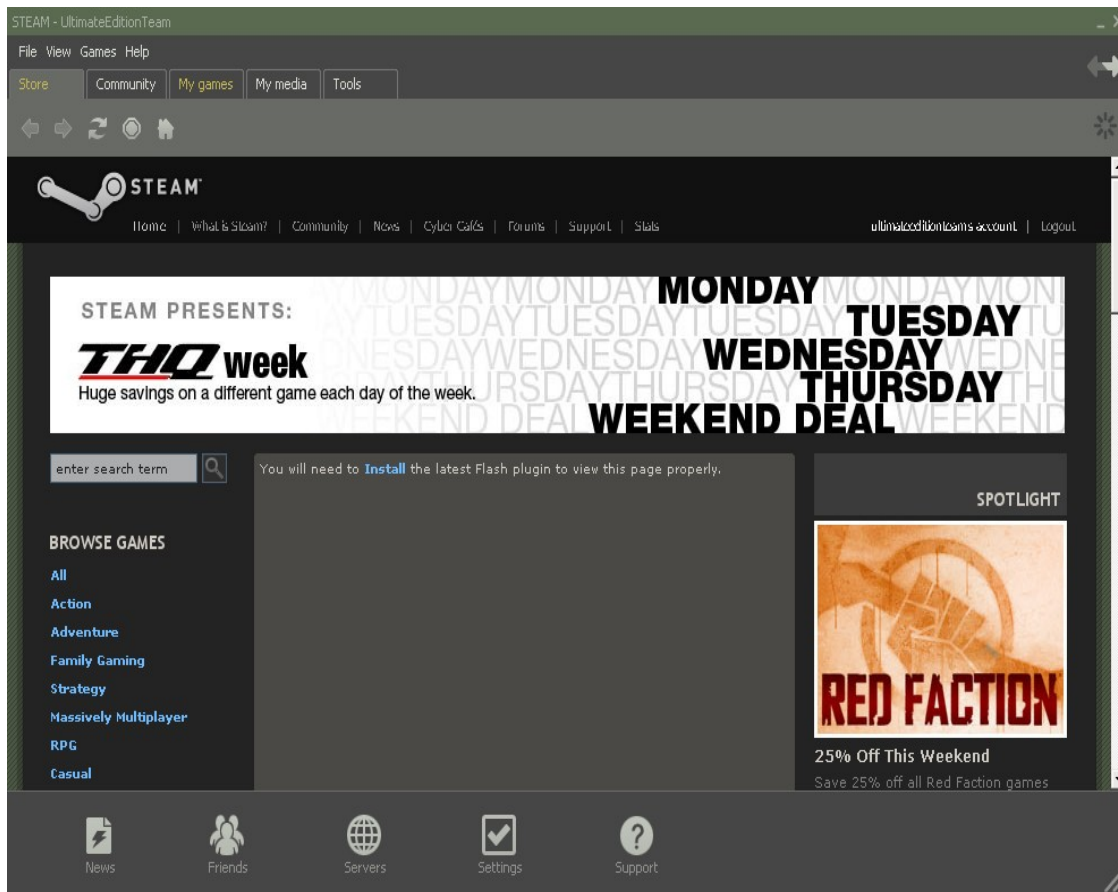 STEAM - UltimateEditionTeam
File View Games Help
Store Community My games My media Tools
STEAM™
Home | What is Steam? | Community | News | Cyber Cafés | Forums | Support | Stats
ultimateeditionteams account | Logout
STEAM PRESENTS:
THQ week
Huge savings on a different game each day of the week.
MONDAY
TUESDAY
WEDNESDAY
THURSDAY
WEEKEND DEAL
enter search term
You will need to Install the latest Flash plugin to view this page properly.
SPOTLIGHT
BROWSE GAMES
All
Action
Adventure
Family Gaming
Strategy
Massively Multiplayer
RPG
Casual
RED FACTION
25% Off This Weekend
Save 25% off all Red Faction games
News Friends Servers Settings Support